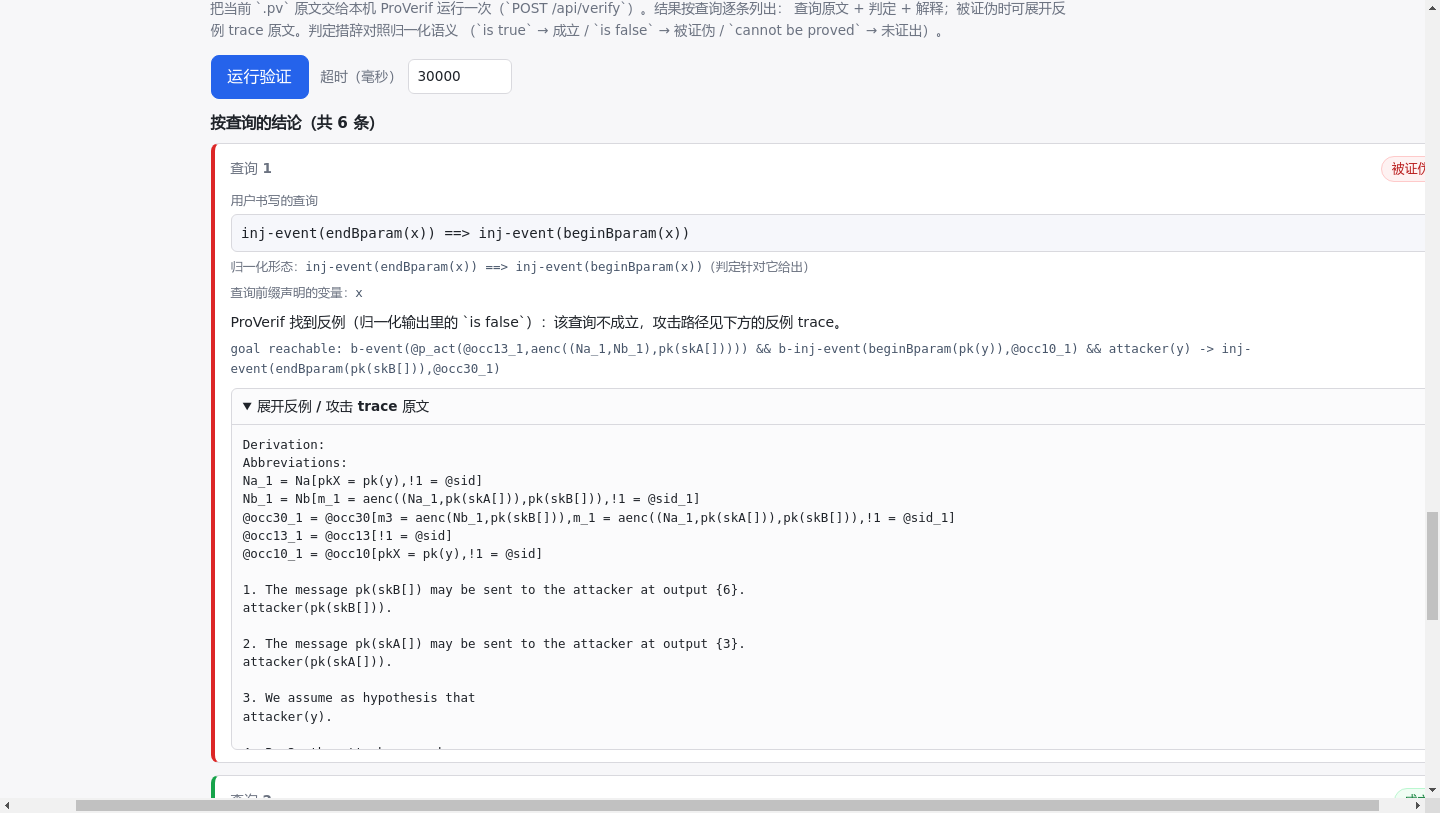 把当前 `.pv` 原文交给本机 ProVerif 运行一次（`POST /api/verify`）。结果按查询逐条列出： 查询原文 + 判定 + 解释；被证伪时可展开反
例 trace 原文。判定措辞对照归一化语义 （`is true` → 成立 / `is false` → 被证伪 / `cannot be proved` → 未证出）。
运行验证 超时（毫秒） 30000
按查询的结论（共 6 条）
查询 1 被证伪
用户书写的查询
inj-event(endBparam(x)) ==> inj-event(beginBparam(x))
归一化形态：inj-event(endBparam(x)) ==> inj-event(beginBparam(x))（判定针对它给出）
查询前缀声明的变量：x
ProVerif 找到反例（归一化输出里的 `is false`）：该查询不成立，攻击路径见下方的反例 trace。
goal reachable: b-event(@p_act(@occ13_1,aenc((Na_1,Nb_1),pk(skA[])))) && b-inj-event(beginBparam(pk(y)),@occ10_1) && attacker(y) -> inj-
event(endBparam(pk(skB[])),@occ30_1)
▼ 展开反例 / 攻击 trace 原文
Derivation:
Abbreviations:
Na_1 = Na[pkX = pk(y),!1 = @sid]
Nb_1 = Nb[m_1 = aenc((Na_1,pk(skA[])),pk(skB[])),!1 = @sid_1]
@occ30_1 = @occ30[m3 = aenc(Nb_1,pk(skB[])),m_1 = aenc((Na_1,pk(skA[])),pk(skB[])),!1 = @sid_1]
@occ13_1 = @occ13[!1 = @sid]
@occ10_1 = @occ10[pkX = pk(y),!1 = @sid]
1. The message pk(skB[]) may be sent to the attacker at output {6}.
attacker(pk(skB[])).
2. The message pk(skA[]) may be sent to the attacker at output {3}.
attacker(pk(skA[])).
3. We assume as hypothesis that
attacker(y).
查询 2